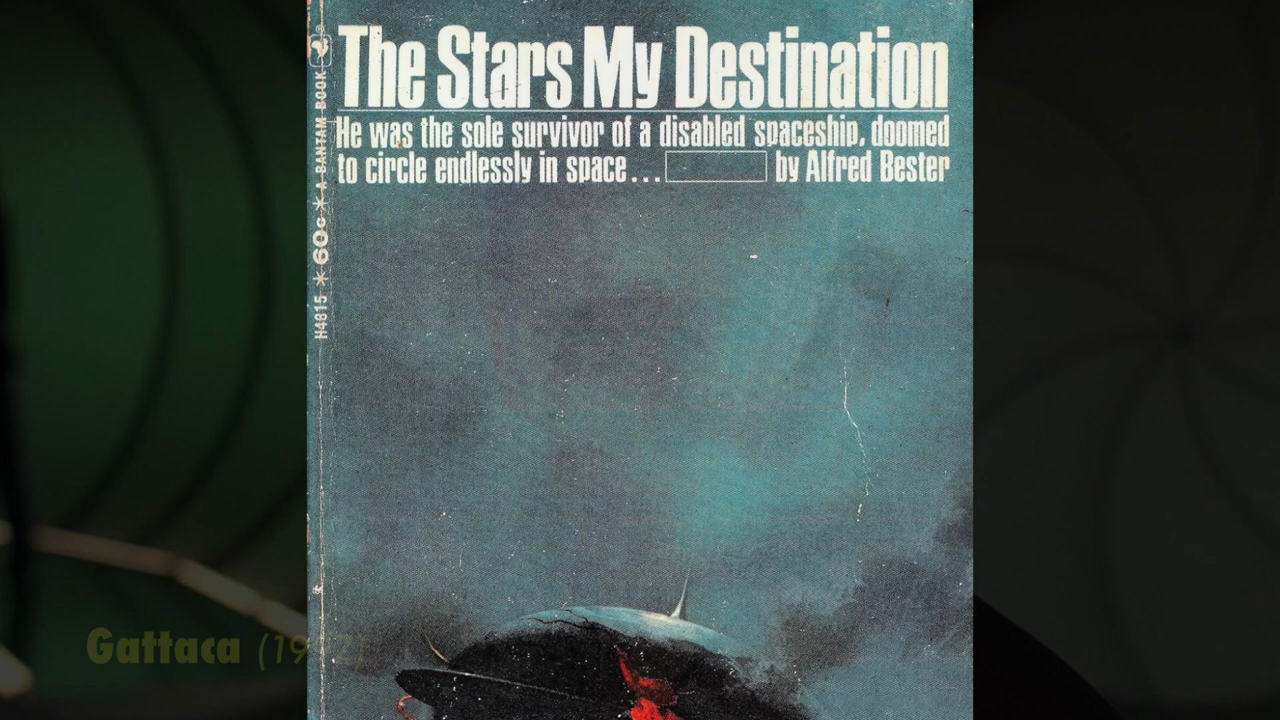 The Stars My Destination
He was the sole survivor of a disabled spaceship, doomed
to circle endlessly in space... by Alfred Bester
H4815 * 60c * A BANTAM BOOK
Gattaca